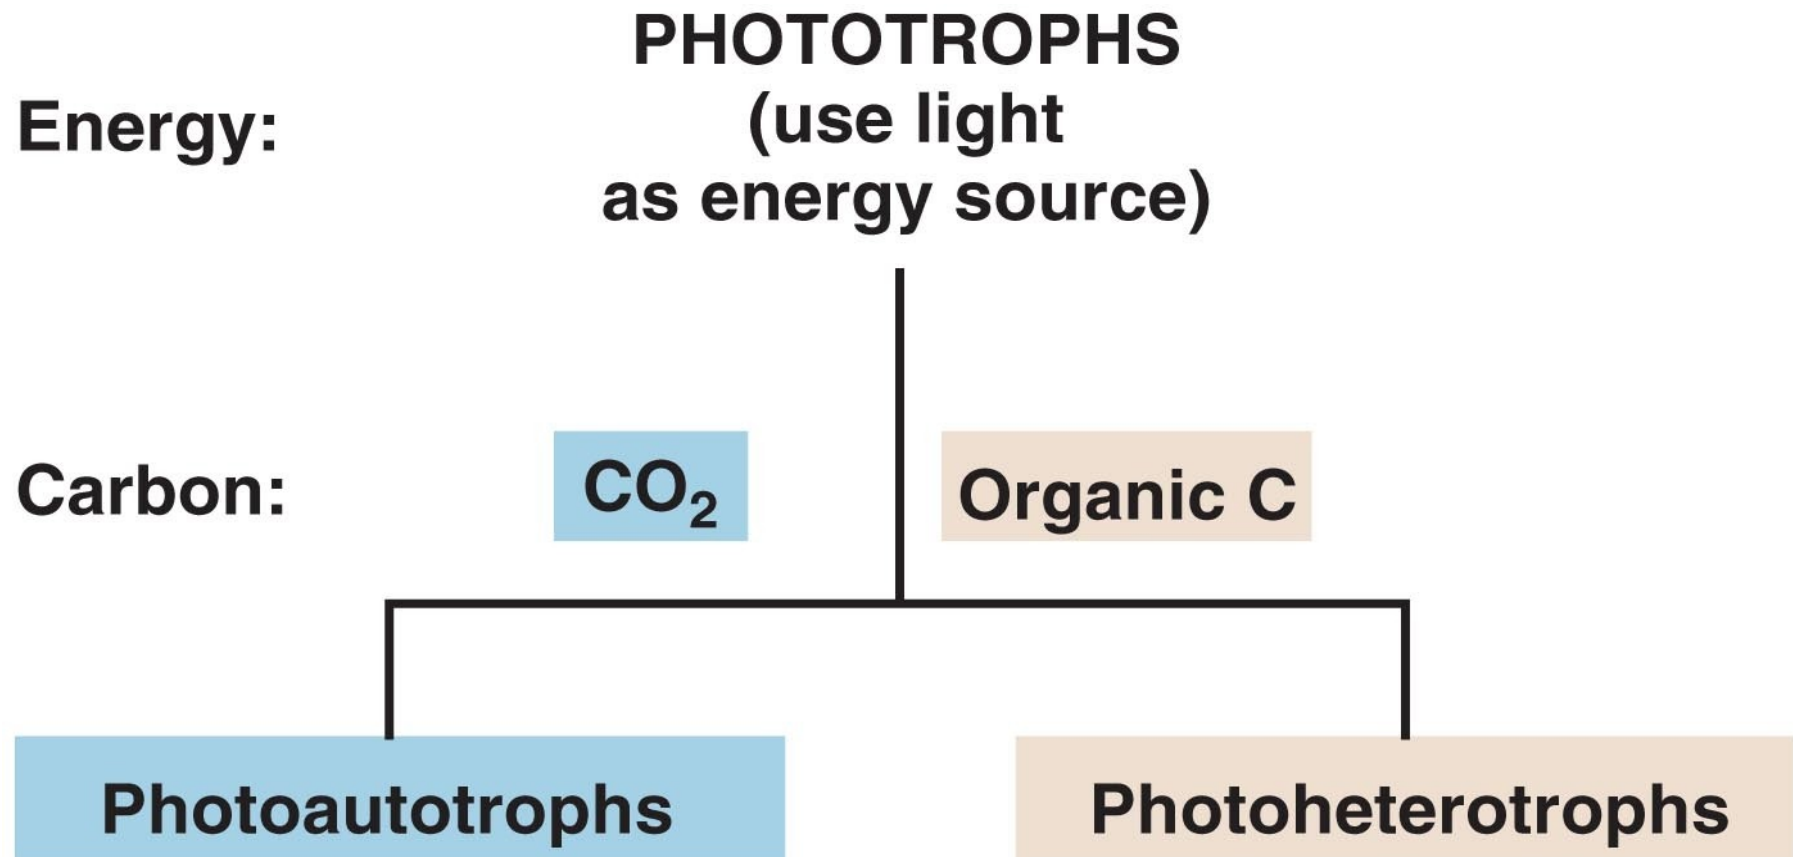 PHOTOTROPHS
Energy:
(use light
as energy source)
Carbon:
CO₂
Organic C
Photoautotrophs
Photoheterotrophs